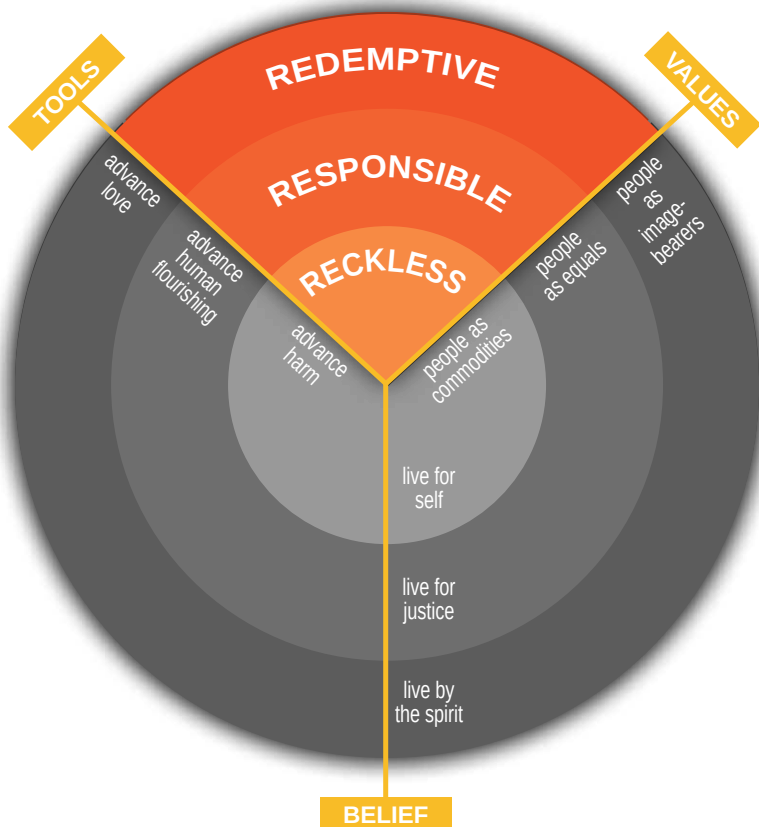 REDEMPTIVE
RESPONSIBLE
RECKLESS
TOOLS
advance
love
advance
human
flourishing
advance
harm
VALUES
people
as
image-
bearers
people
as equals
people as
commodities
live for
self
live for
justice
live by
the spirit
BELIEF